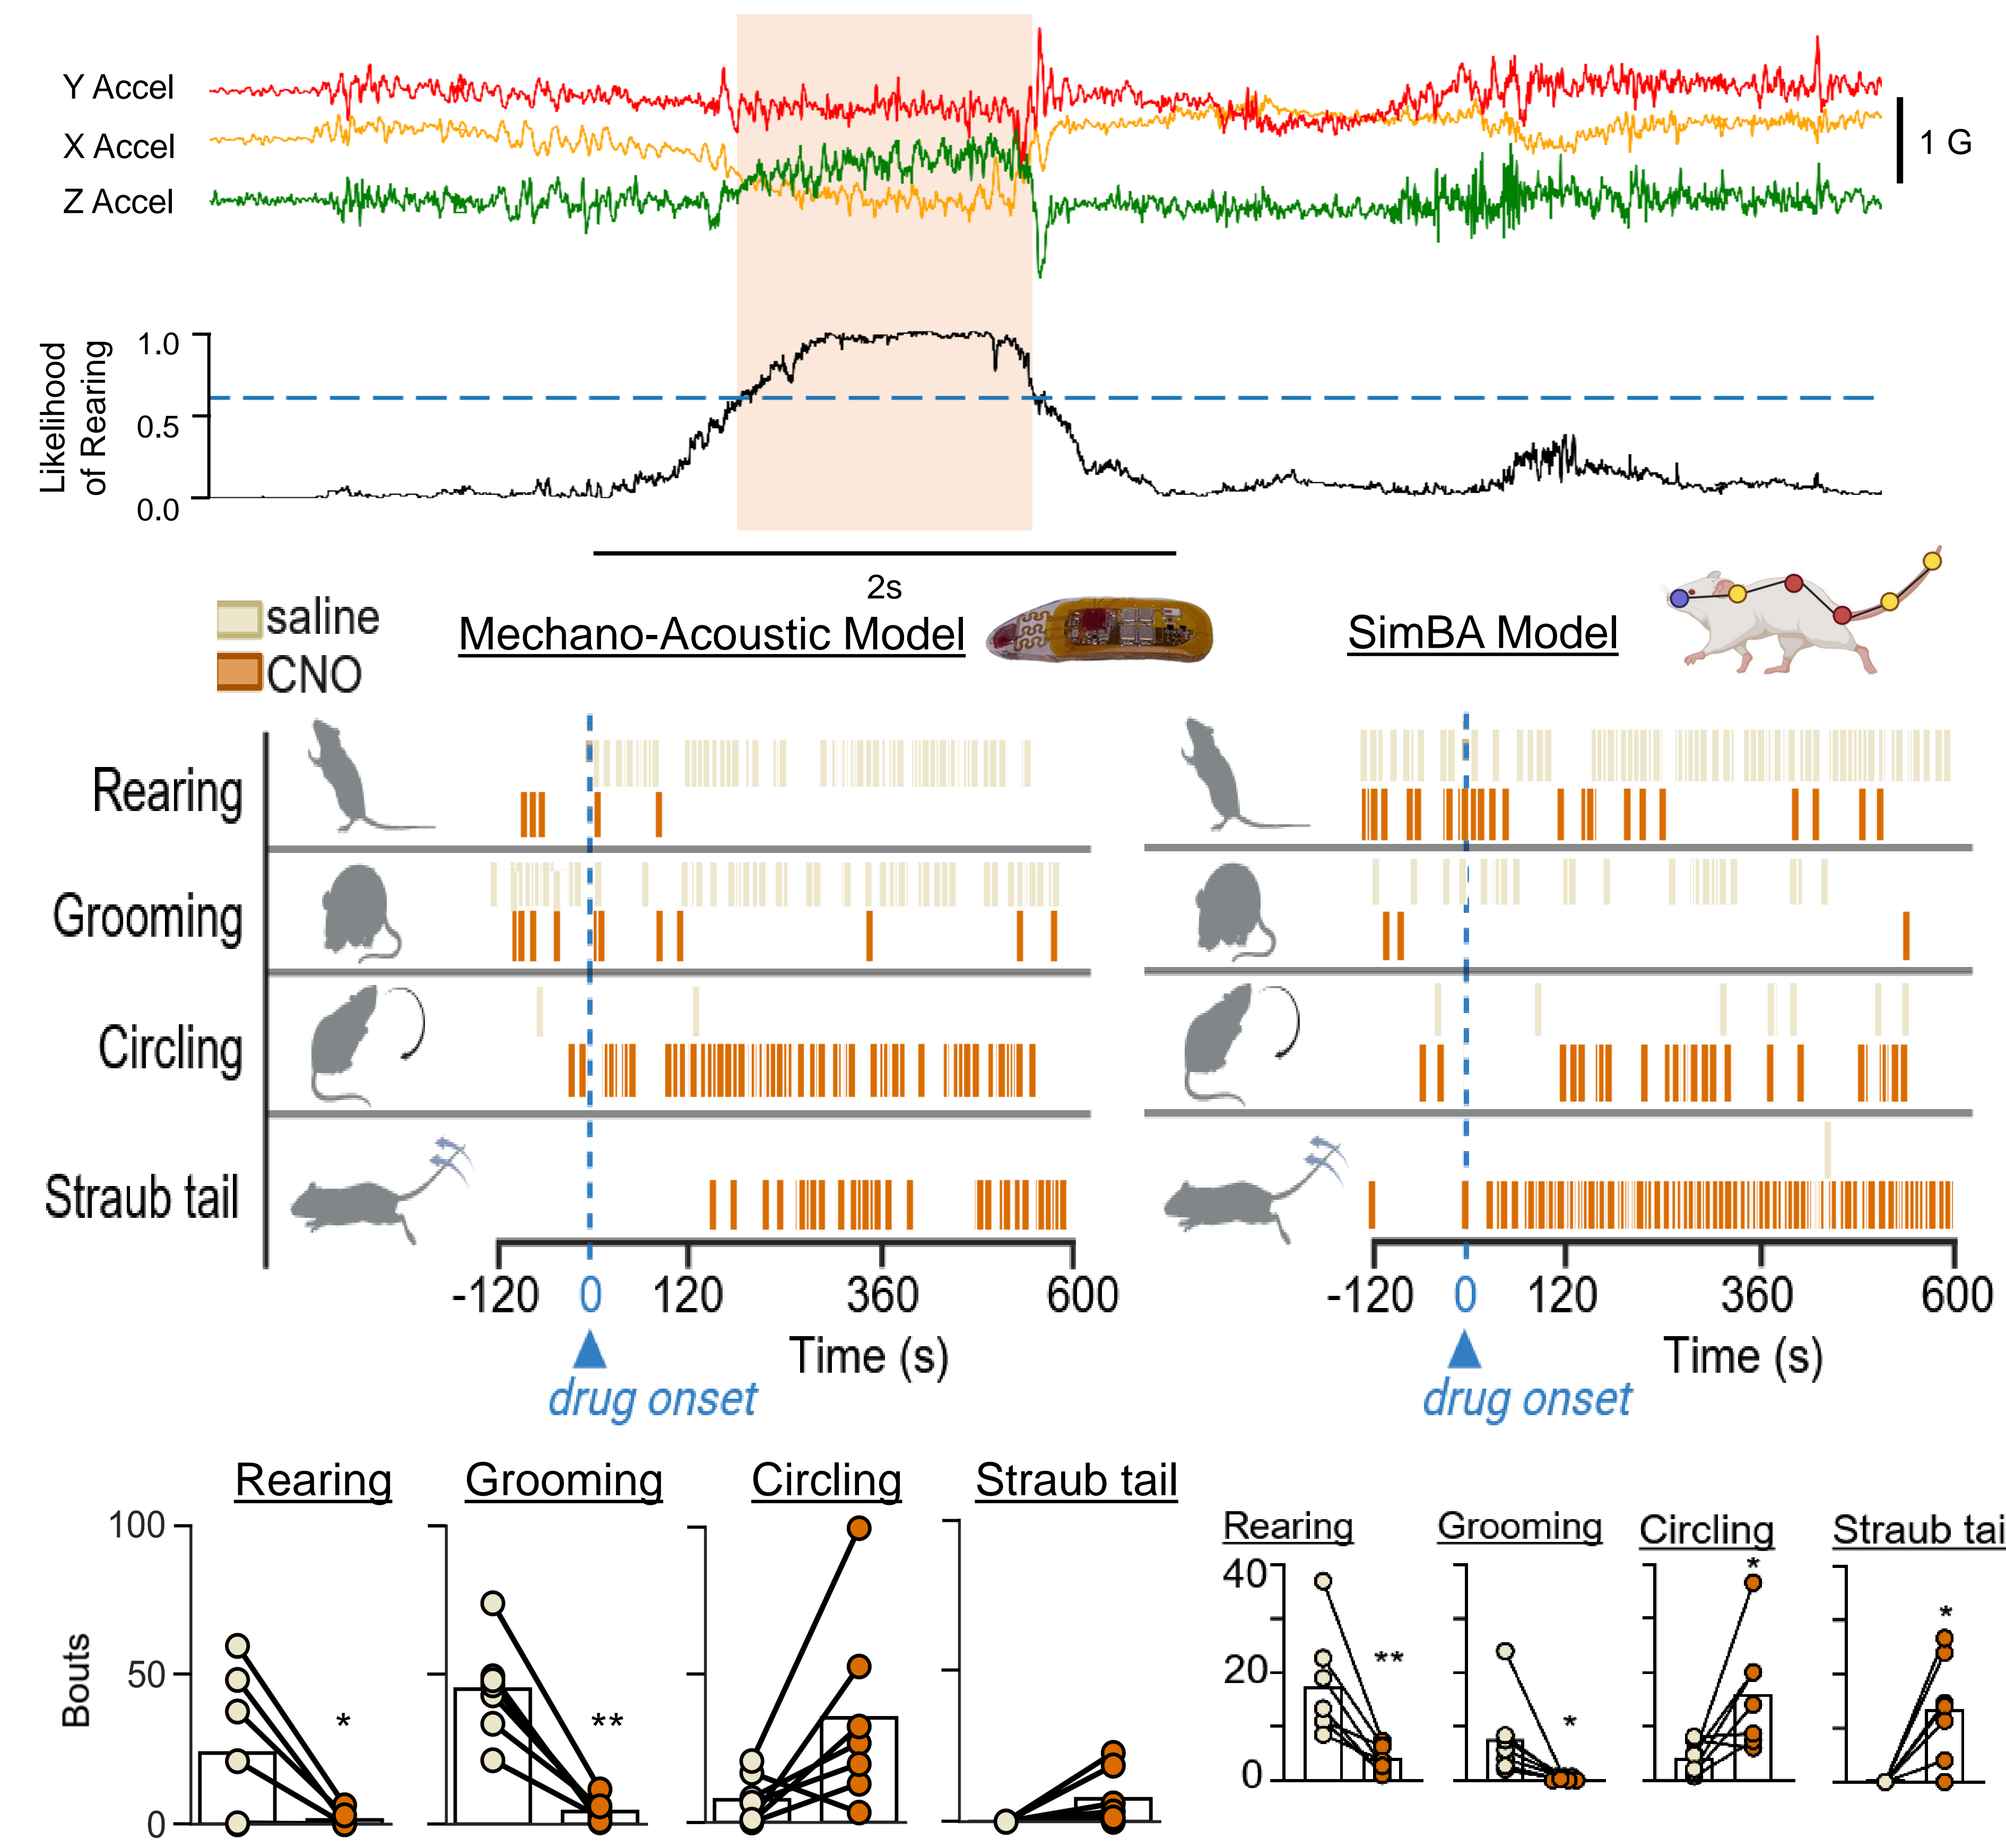 Y Accel
X Accel
Z Accel
1 G
Likelihood
of Rearing
1.0
0.5
0.0
2s
saline
CNO
Mechano-Acoustic Model
SimBA Model
Rearing
Grooming
Circling
Straub tail
-120 0 120 360 600
-120 0 120 360 600
Time (s)
Time (s)
drug onset
drug onset
Rearing
Grooming
Circling
Straub tail
Bouts
100
50
0
*
**
Rearing
Grooming
Circling
Straub tai
40
20
0
**
*
*
*